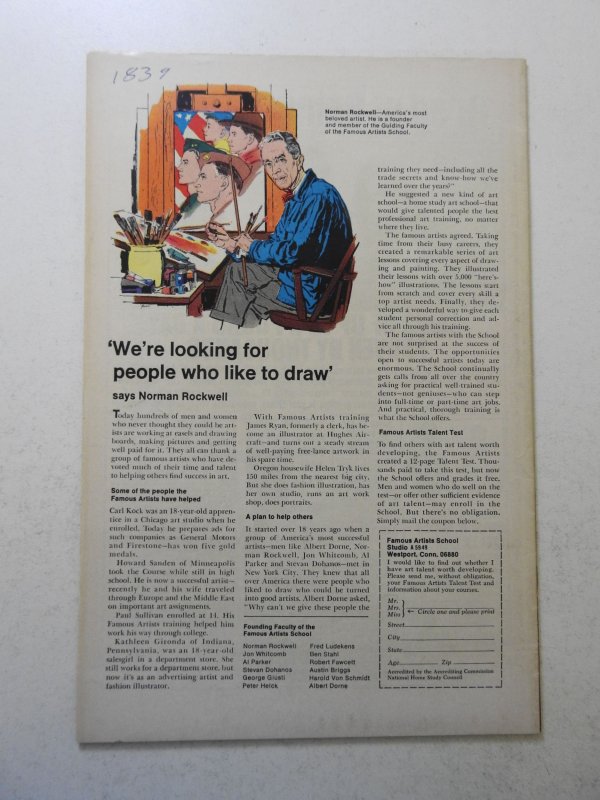 1839
Norman Rockwell—America's most
beloved artist. He is a founder
and member of the Guiding Faculty
of the Famous Artists School.
'We're looking for
people who like to draw'
says Norman Rockwell
Today hundreds of men and women
who never thought they could be art-
ists are working at easels and drawing
boards, making pictures and getting
well paid for it. They all can thank a
group of famous artists who have de-
voted much of their time and talent
to helping others find success in art.
Some of the people the
Famous Artists have helped
Carl Kock was an 18-year-old appren-
tice in a Chicago art studio when he
enrolled. Today he prepares ads for
such companies as General Motors
and Firestone—has won five gold
medals.
Howard Sanden of Minneapolis
took the Course while still in high
school. He is now a successful artist—
recently he and his wife traveled
through Europe and the Middle East
on important art assignments.
Paul Sullivan enrolled at 14. His
Famous Artists training helped him
work his way through college.
Kathleen Gironda of Indiana,
Pennsylvania, was an 18-year-old
salesgirl in a department store. She
still works for a department store, but
now it's as an advertising artist and
fashion illustrator.
With Famous Artists training
James Ryan, formerly a clerk, has be-
come an illustrator at Hughes Air-
craft—and turns out a steady stream
of well-paying free-lance artwork in
his spare time.
Oregon housewife Helen Tryk lives
150 miles from the nearest big city.
But she does fashion illustration, has
her own studio, runs an art work
shop, does portraits.
A plan to help others
It started over 18 years ago when a
group of America's most successful
artists—men like Albert Dorne, Nor-
man Rockwell, Jon Whitcomb, Al
Parker and Stevan Dohanos—met in
New York City. They knew that all
over America there were people who
liked to draw who could be turned
into good artists. Albert Dorne asked,
"Why can't we give these people the
Founding Faculty of the
Famous Artists School
Norman Rockwell Fred Ludekens
Jon Whitcomb Ben Stahl
Al Parker Robert Fawcett
Stevan Dohanos Austin Briggs
George Giusti Harold Von Schmidt
Peter Helck Albert Dorne
training they need—including all the
trade secrets and know-how we've
learned over the years?"
He suggested a new kind of art
school—a home study art school—that
would give talented people the best
professional art training, no matter
where they live.
The famous artists agreed. Taking
time from their busy careers, they
created a remarkable series of art
lessons covering every aspect of draw-
ing and painting. They illustrated
their lessons with over 5,000 "here's-
how" illustrations. The lessons start
from scratch and cover every skill a
top artist needs. Finally, they de-
veloped a wonderful way to give each
student personal correction and ad-
vice all through his training.
The famous artists with the School
are not surprised at the success of
their students. The opportunities
open to successful artists today are
enormous. The School continually
gets calls from all over the country
asking for practical well-trained stu-
dents—not geniuses—who can step
into full-time or part-time art jobs.
And practical, thorough training is
what the School offers.
Famous Artists Talent Test
To find others with art talent worth
developing, the Famous Artists
created a 12-page Talent Test. Thou-
sands paid to take this test, but now
the School offers and grades it free.
Men and women who do well on the
test—or offer other sufficient evidence
of art talent—may enroll in the
School. But there's no obligation.
Simply mail the coupon below.
Famous Artists School
Studio A 5549
Westport, Conn. 06880
I would like to find out whether I
have art talent worth developing.
Please send me, without obligation,
your Famous Artists Talent Test and
information about your courses.
Mr.
Mrs.
Miss ← Circle one and please print
Street
City
State
Age Zip
Accredited by the Accrediting Commission
National Home Study Council